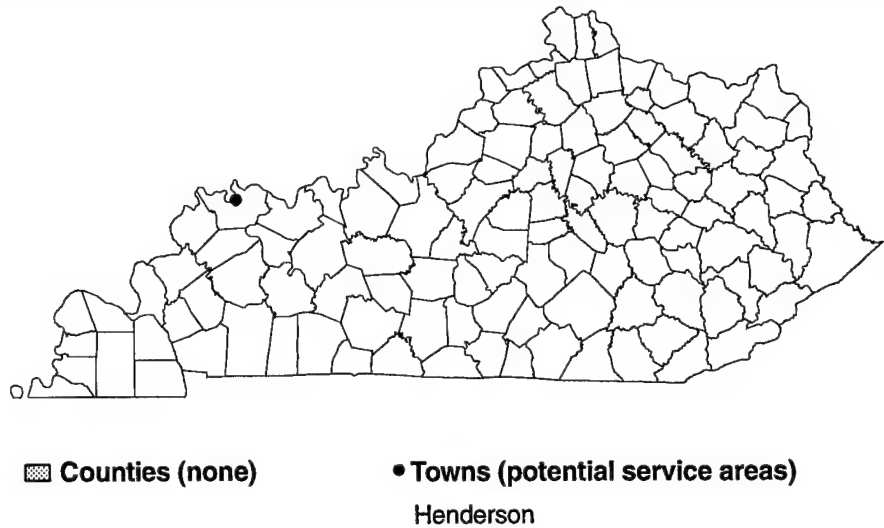 Counties (none)
• Towns (potential service areas)
Henderson